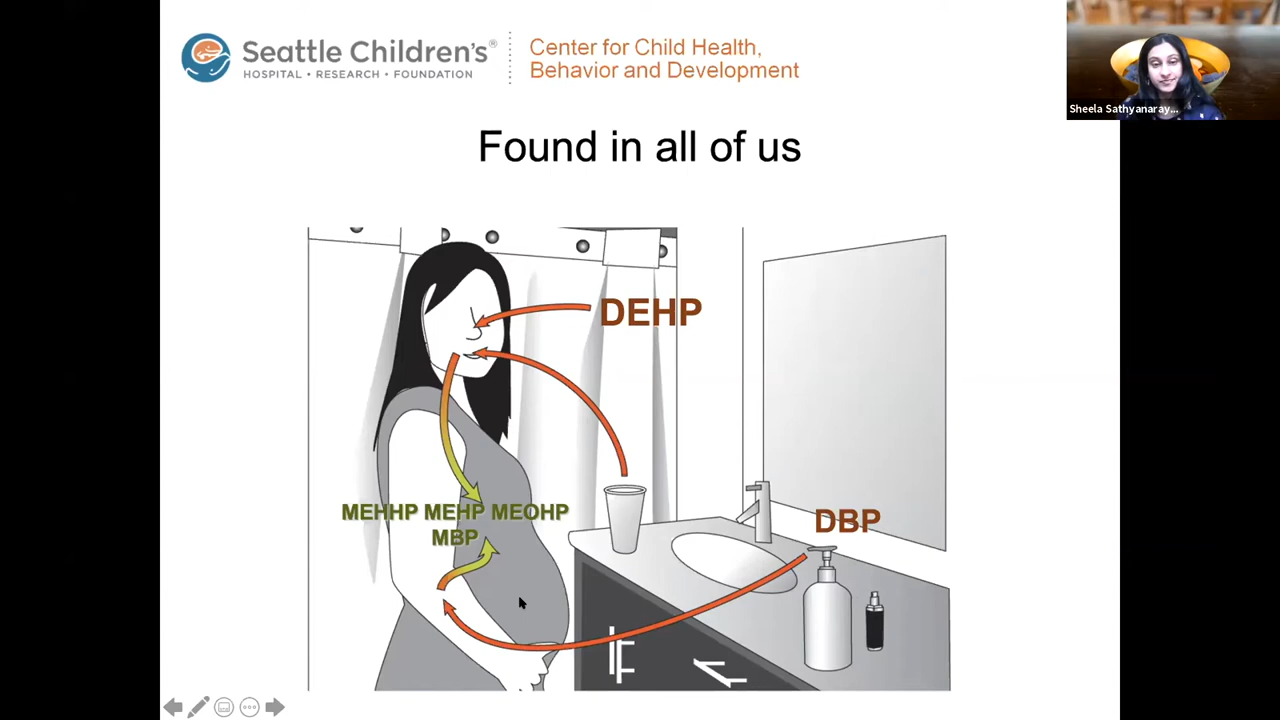 Seattle Children's®
HOSPITAL • RESEARCH • FOUNDATION
Center for Child Health,
Behavior and Development
Sheela Sathyanaray...
Found in all of us
DEHP
MEHHP MEHP MEOHP
MBP
DBP